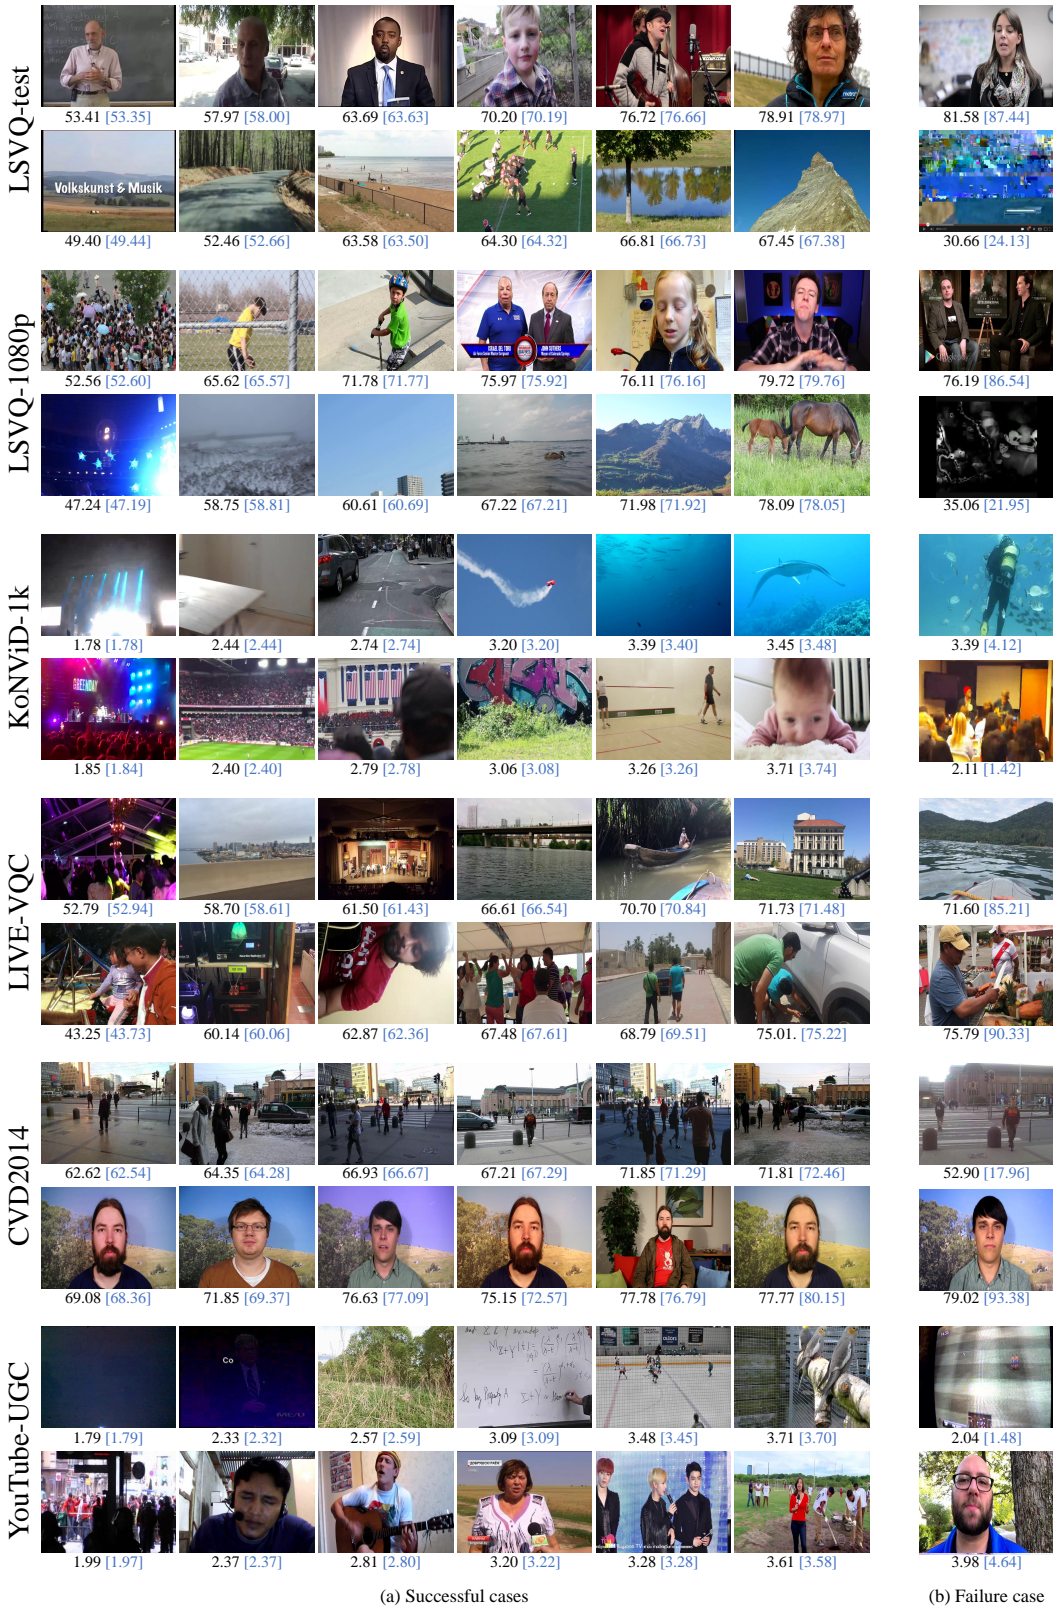 LSVQ-test
53.41 [53.35] 57.97 [58.00] 63.69 [63.63] 70.20 [70.19] 76.72 [76.66] 78.91 [78.97] 81.58 [87.44]
Volkskunst & Musik
49.40 [49.44] 52.46 [52.66] 63.58 [63.50] 64.30 [64.32] 66.81 [66.73] 67.45 [67.38] 30.66 [24.13]
LSVQ-1080p
ISRAEL DEL TORO
JOHN SUTHERS
52.56 [52.60] 65.62 [65.57] 71.78 [71.77] 75.97 [75.92] 76.11 [76.16] 79.72 [79.76] 76.19 [86.54]
47.24 [47.19] 58.75 [58.81] 60.61 [60.69] 67.22 [67.21] 71.98 [71.92] 78.09 [78.05] 35.06 [21.95]
KoNViD-1k
1.78 [1.78] 2.44 [2.44] 2.74 [2.74] 3.20 [3.20] 3.39 [3.40] 3.45 [3.48] 3.39 [4.12]
GREEN DAY
1.85 [1.84] 2.40 [2.40] 2.79 [2.78] 3.06 [3.08] 3.26 [3.26] 3.71 [3.74] 2.11 [1.42]
LIVE-VQC
52.79 [52.94] 58.70 [58.61] 61.50 [61.43] 66.61 [66.54] 70.70 [70.84] 71.73 [71.48] 71.60 [85.21]
43.25 [43.73] 60.14 [60.06] 62.87 [62.36] 67.48 [67.61] 68.79 [69.51] 75.01. [75.22] 75.79 [90.33]
CVD2014
62.62 [62.54] 64.35 [64.28] 66.93 [66.67] 67.21 [67.29] 71.85 [71.29] 71.81 [72.46] 52.90 [17.96]
69.08 [68.36] 71.85 [69.37] 76.63 [77.09] 75.15 [72.57] 77.78 [76.79] 77.77 [80.15] 79.02 [93.38]
YouTube-UGC
Co
1.79 [1.79] 2.33 [2.32] 2.57 [2.59] 3.09 [3.09] 3.48 [3.45] 3.71 [3.70] 2.04 [1.48]
1.99 [1.97] 2.37 [2.37] 2.81 [2.80] 3.20 [3.22] 3.28 [3.28] 3.61 [3.58] 3.98 [4.64]
(a) Successful cases
(b) Failure case